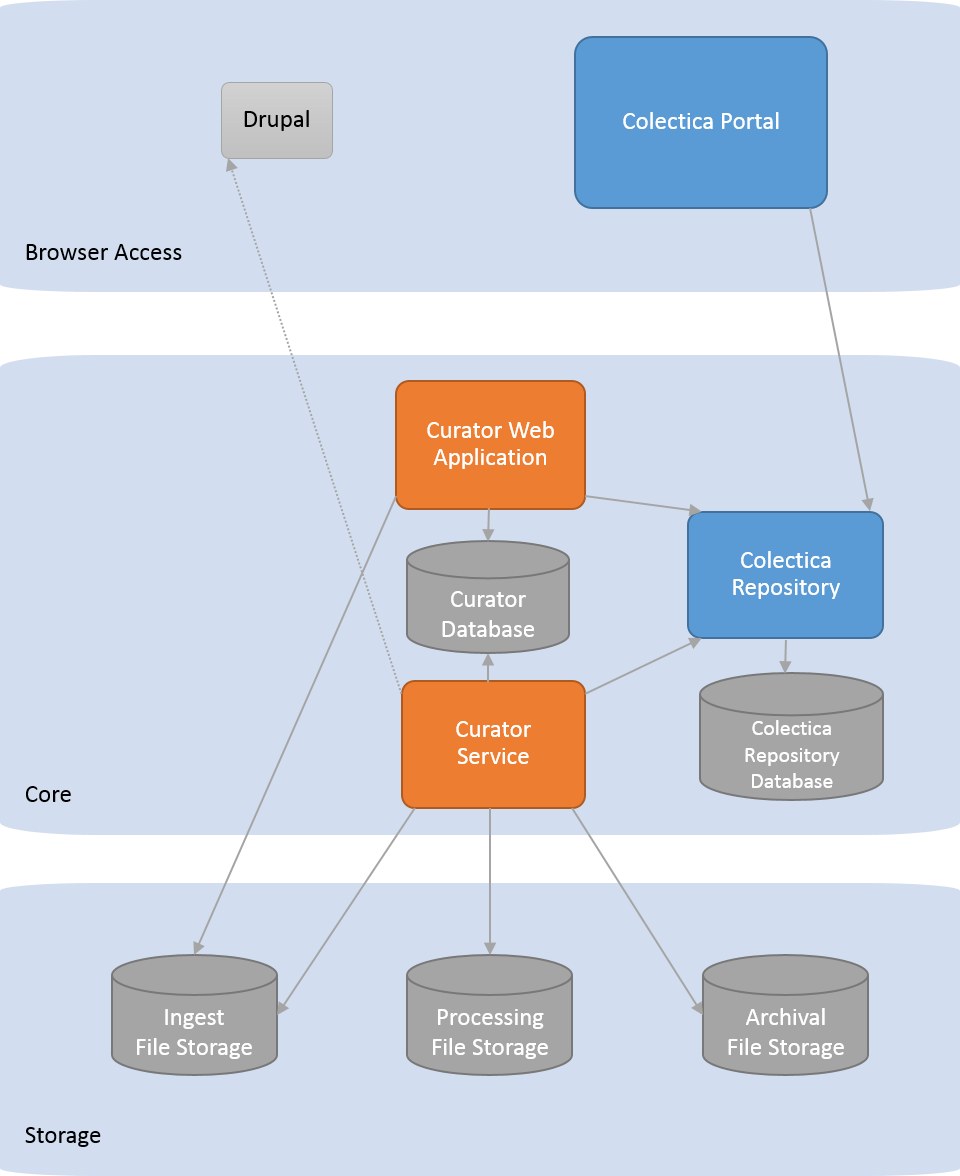 Drupal
Colectica Portal
Browser Access
Curator Web
Application
Colectica
Repository
Curator
Database
Curator
Service
Colectica
Repository
Database
Core
Ingest
File Storage
Processing
File Storage
Archival
File Storage
Storage